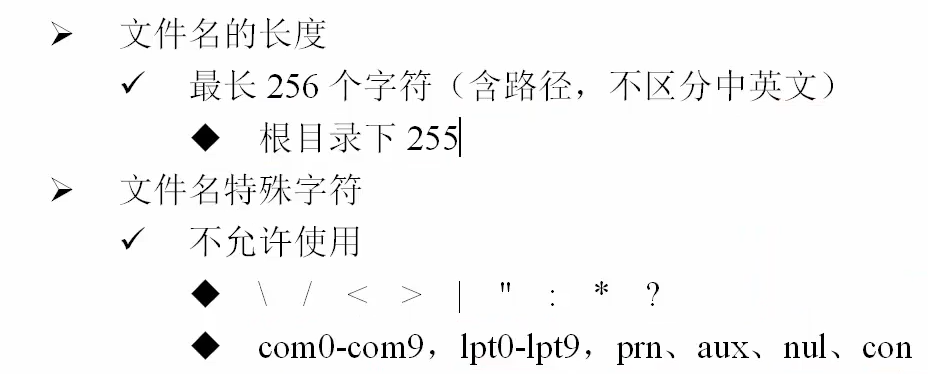 ➢ 文件名的长度
✓ 最长 256 个字符（含路径，不区分中英文）
◆ 根目录下 255
➢ 文件名特殊字符
✓ 不允许使用
◆ \ / < > | " : * ?
◆ com0-com9，lpt0-lpt9，prn、aux、nul、con